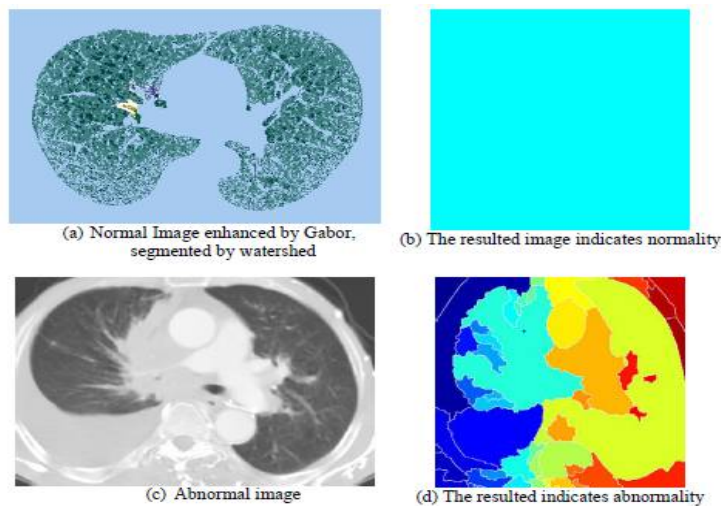 (a) Normal Image enhanced by Gabor,
segmented by watershed
(b) The resulted image indicates normality
(c) Abnormal image
(d) The resulted indicates abnormality